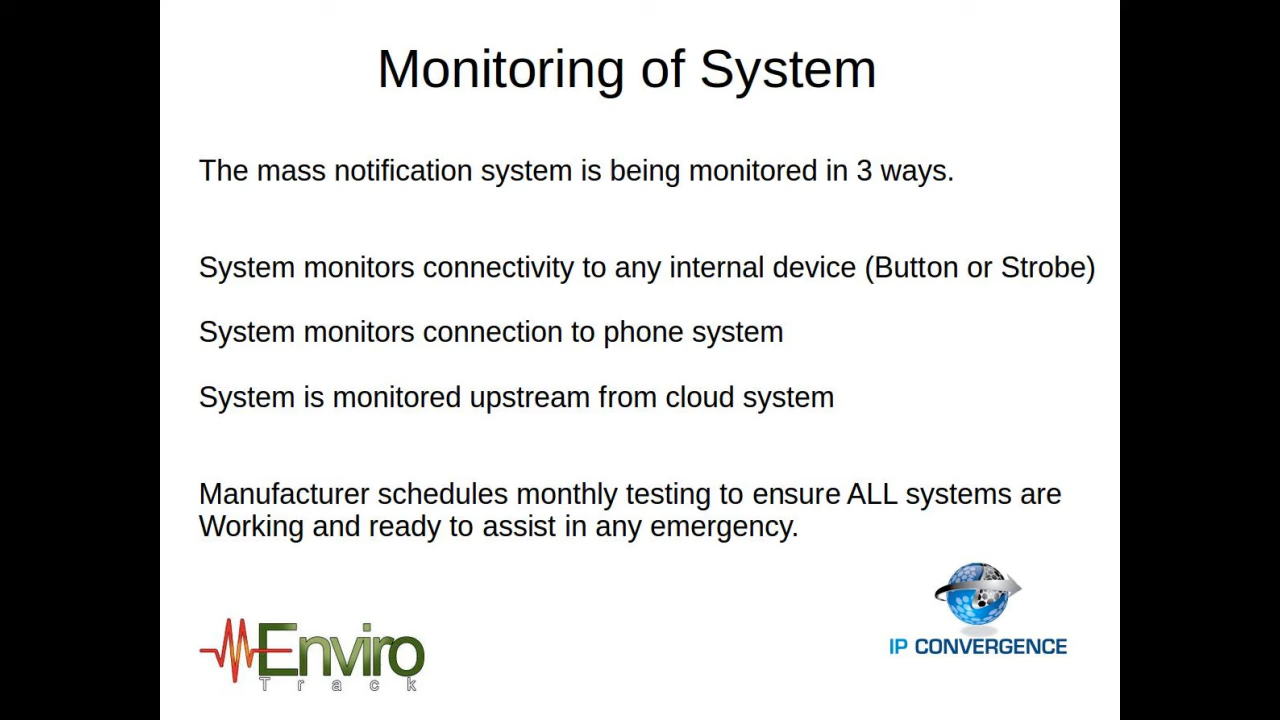 Monitoring of System
The mass notification system is being monitored in 3 ways.
System monitors connectivity to any internal device (Button or Strobe)
System monitors connection to phone system
System is monitored upstream from cloud system
Manufacturer schedules monthly testing to ensure ALL systems are
Working and ready to assist in any emergency.
Enviro
Track
IP CONVERGENCE